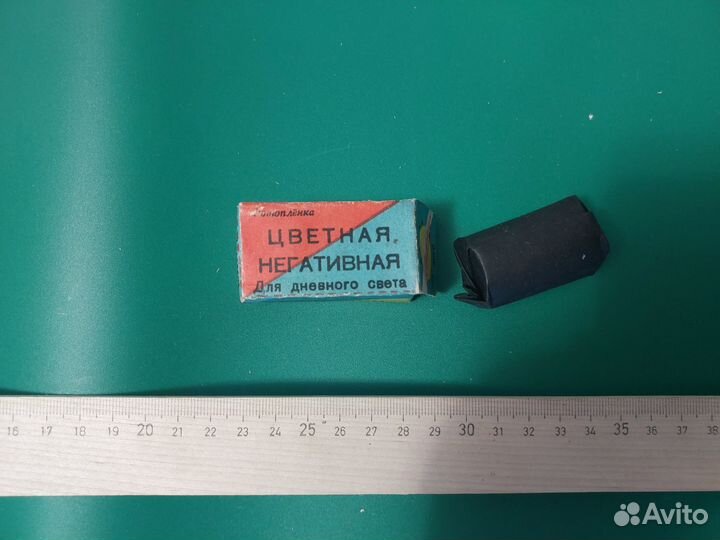 Фотоплёнка
ЦВЕТНАЯ
НЕГАТИВНАЯ
Для дневного света
16 17 18 19 20 21 22 23 24 25 26 27 28 29 30 31 32 33 34 35 36 37 38
Avito